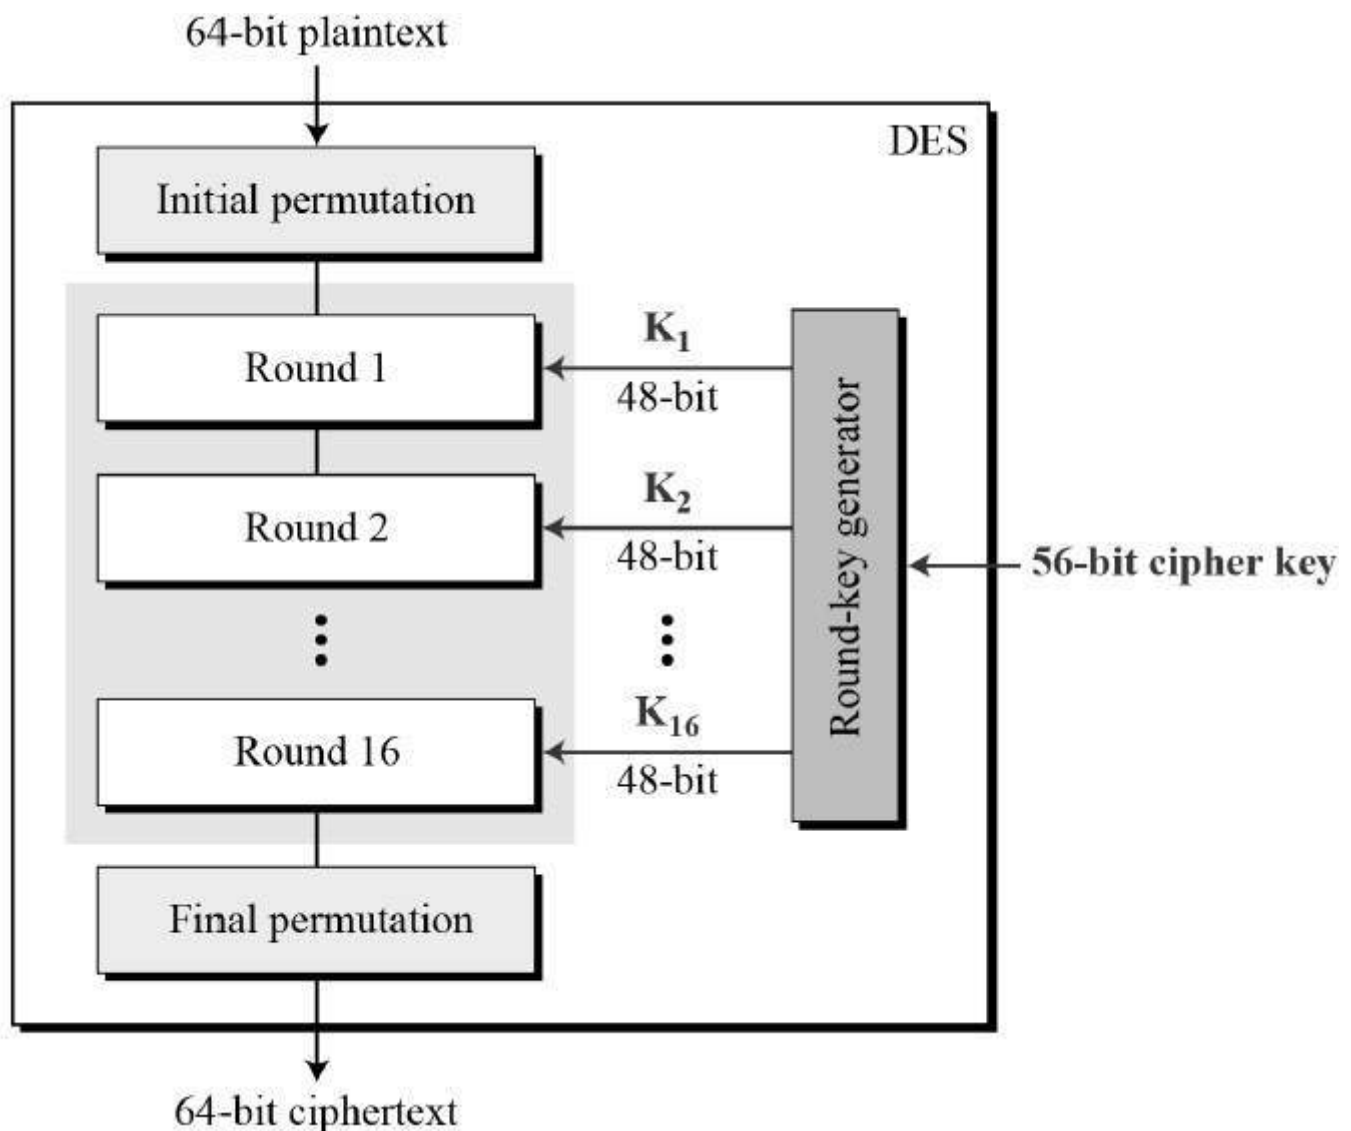 64-bit plaintext
DES
Initial permutation
Round 1
K₁
48-bit
Round 2
K₂
48-bit
Round 16
K₁₆
48-bit
Round-key generator
56-bit cipher key
Final permutation
64-bit ciphertext